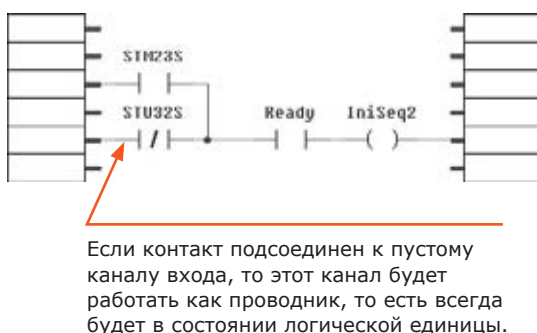 STM23S
STU32S Ready IniSeq2
Если контакт подсоединен к пустому
каналу входа, то этот канал будет
работать как проводник, то есть всегда
будет в состоянии логической единицы.